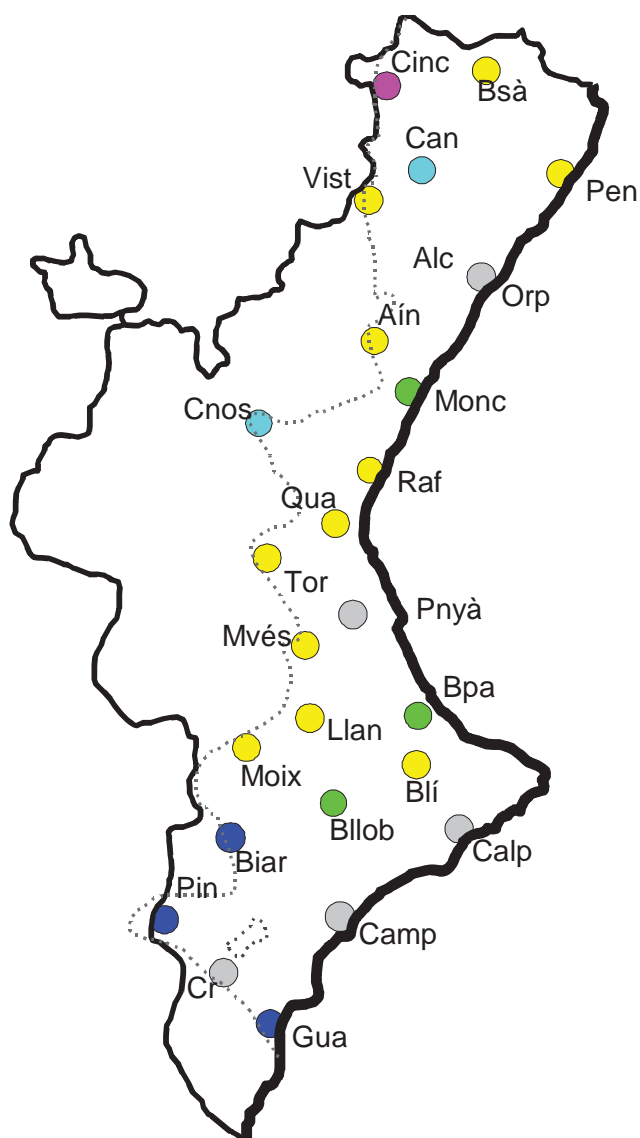 Cinc
Bsà
Can
Vist
Pen
Alc
Orp
Aín
Monc
Cnos
Raf
Qua
Tor
Pnyà
Mvés
Bpa
Llan
Moix
Blí
Bllob
Calp
Biar
Pin
Camp
Cr
Gua